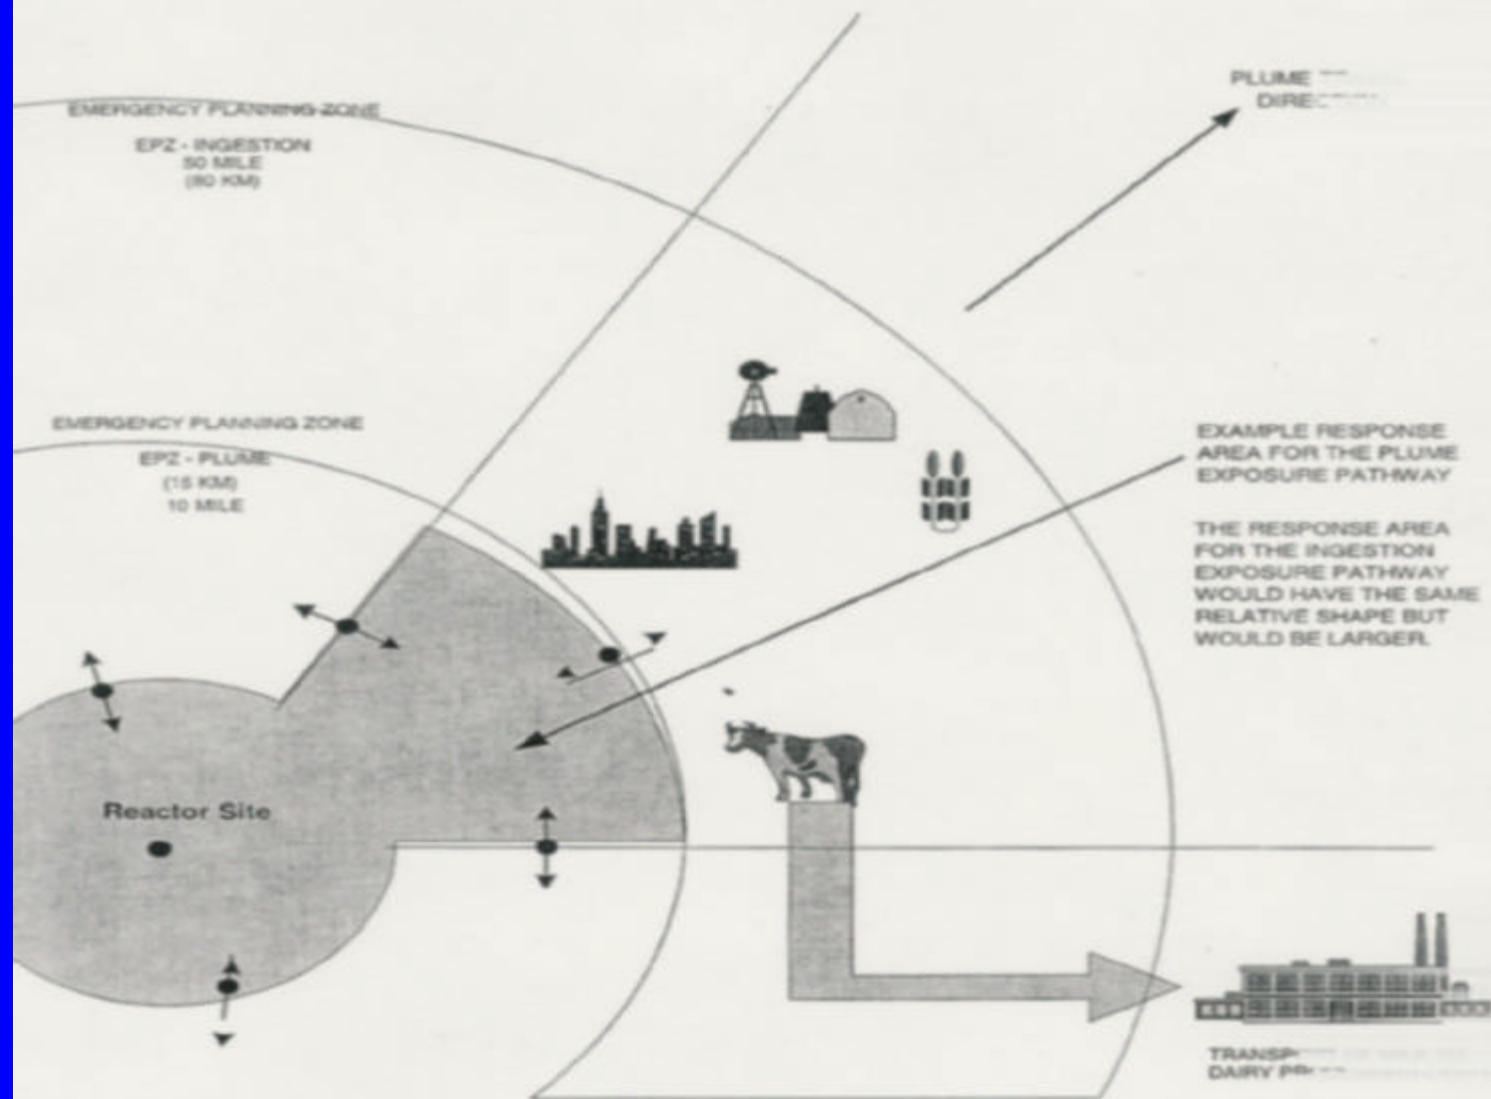 EMERGENCY PLANNING ZONE
EPZ - INGESTION
50 MILE
(80 KM)
PLUME
EMERGENCY PLANNING ZONE
EPZ - PLUME
(15 KM)
10 MILE
EXAMPLE RESPONSE
AREA FOR THE PLUME
EXPOSURE PATHWAY
THE RESPONSE AREA
FOR THE INGESTION
EXPOSURE PATHWAY
WOULD HAVE THE SAME
RELATIVE SHAPE BUT
WOULD BE LARGER.
Reactor Site
DAIRY